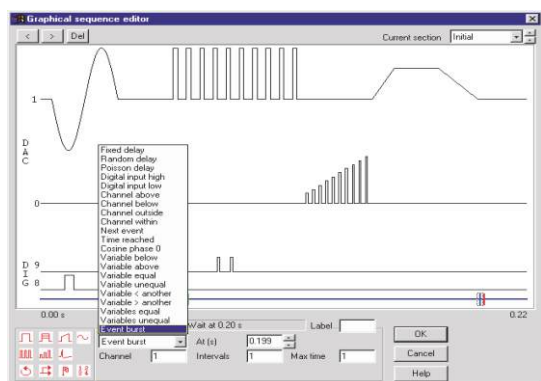 Graphical sequence editor
< > Del Current section Initial
1
D
A
C
0
D 9
I
G 8
Fixed delay
Random delay
Poisson delay
Digital input high
Digital input low
Channel above
Channel below
Channel outside
Channel within
Next event
Time reached
Cosine phase 0
Variable below
Variable above
Variable equal
Variable unequal
Variable < another
Variable > another
Variables equal
Variables unequal
Event burst
0.00 s 0.22
Wait at 0.20 s Label
Event burst At (s) 0.199
Channel 1 Intervals 1 Max time 1
OK
Cancel
Help